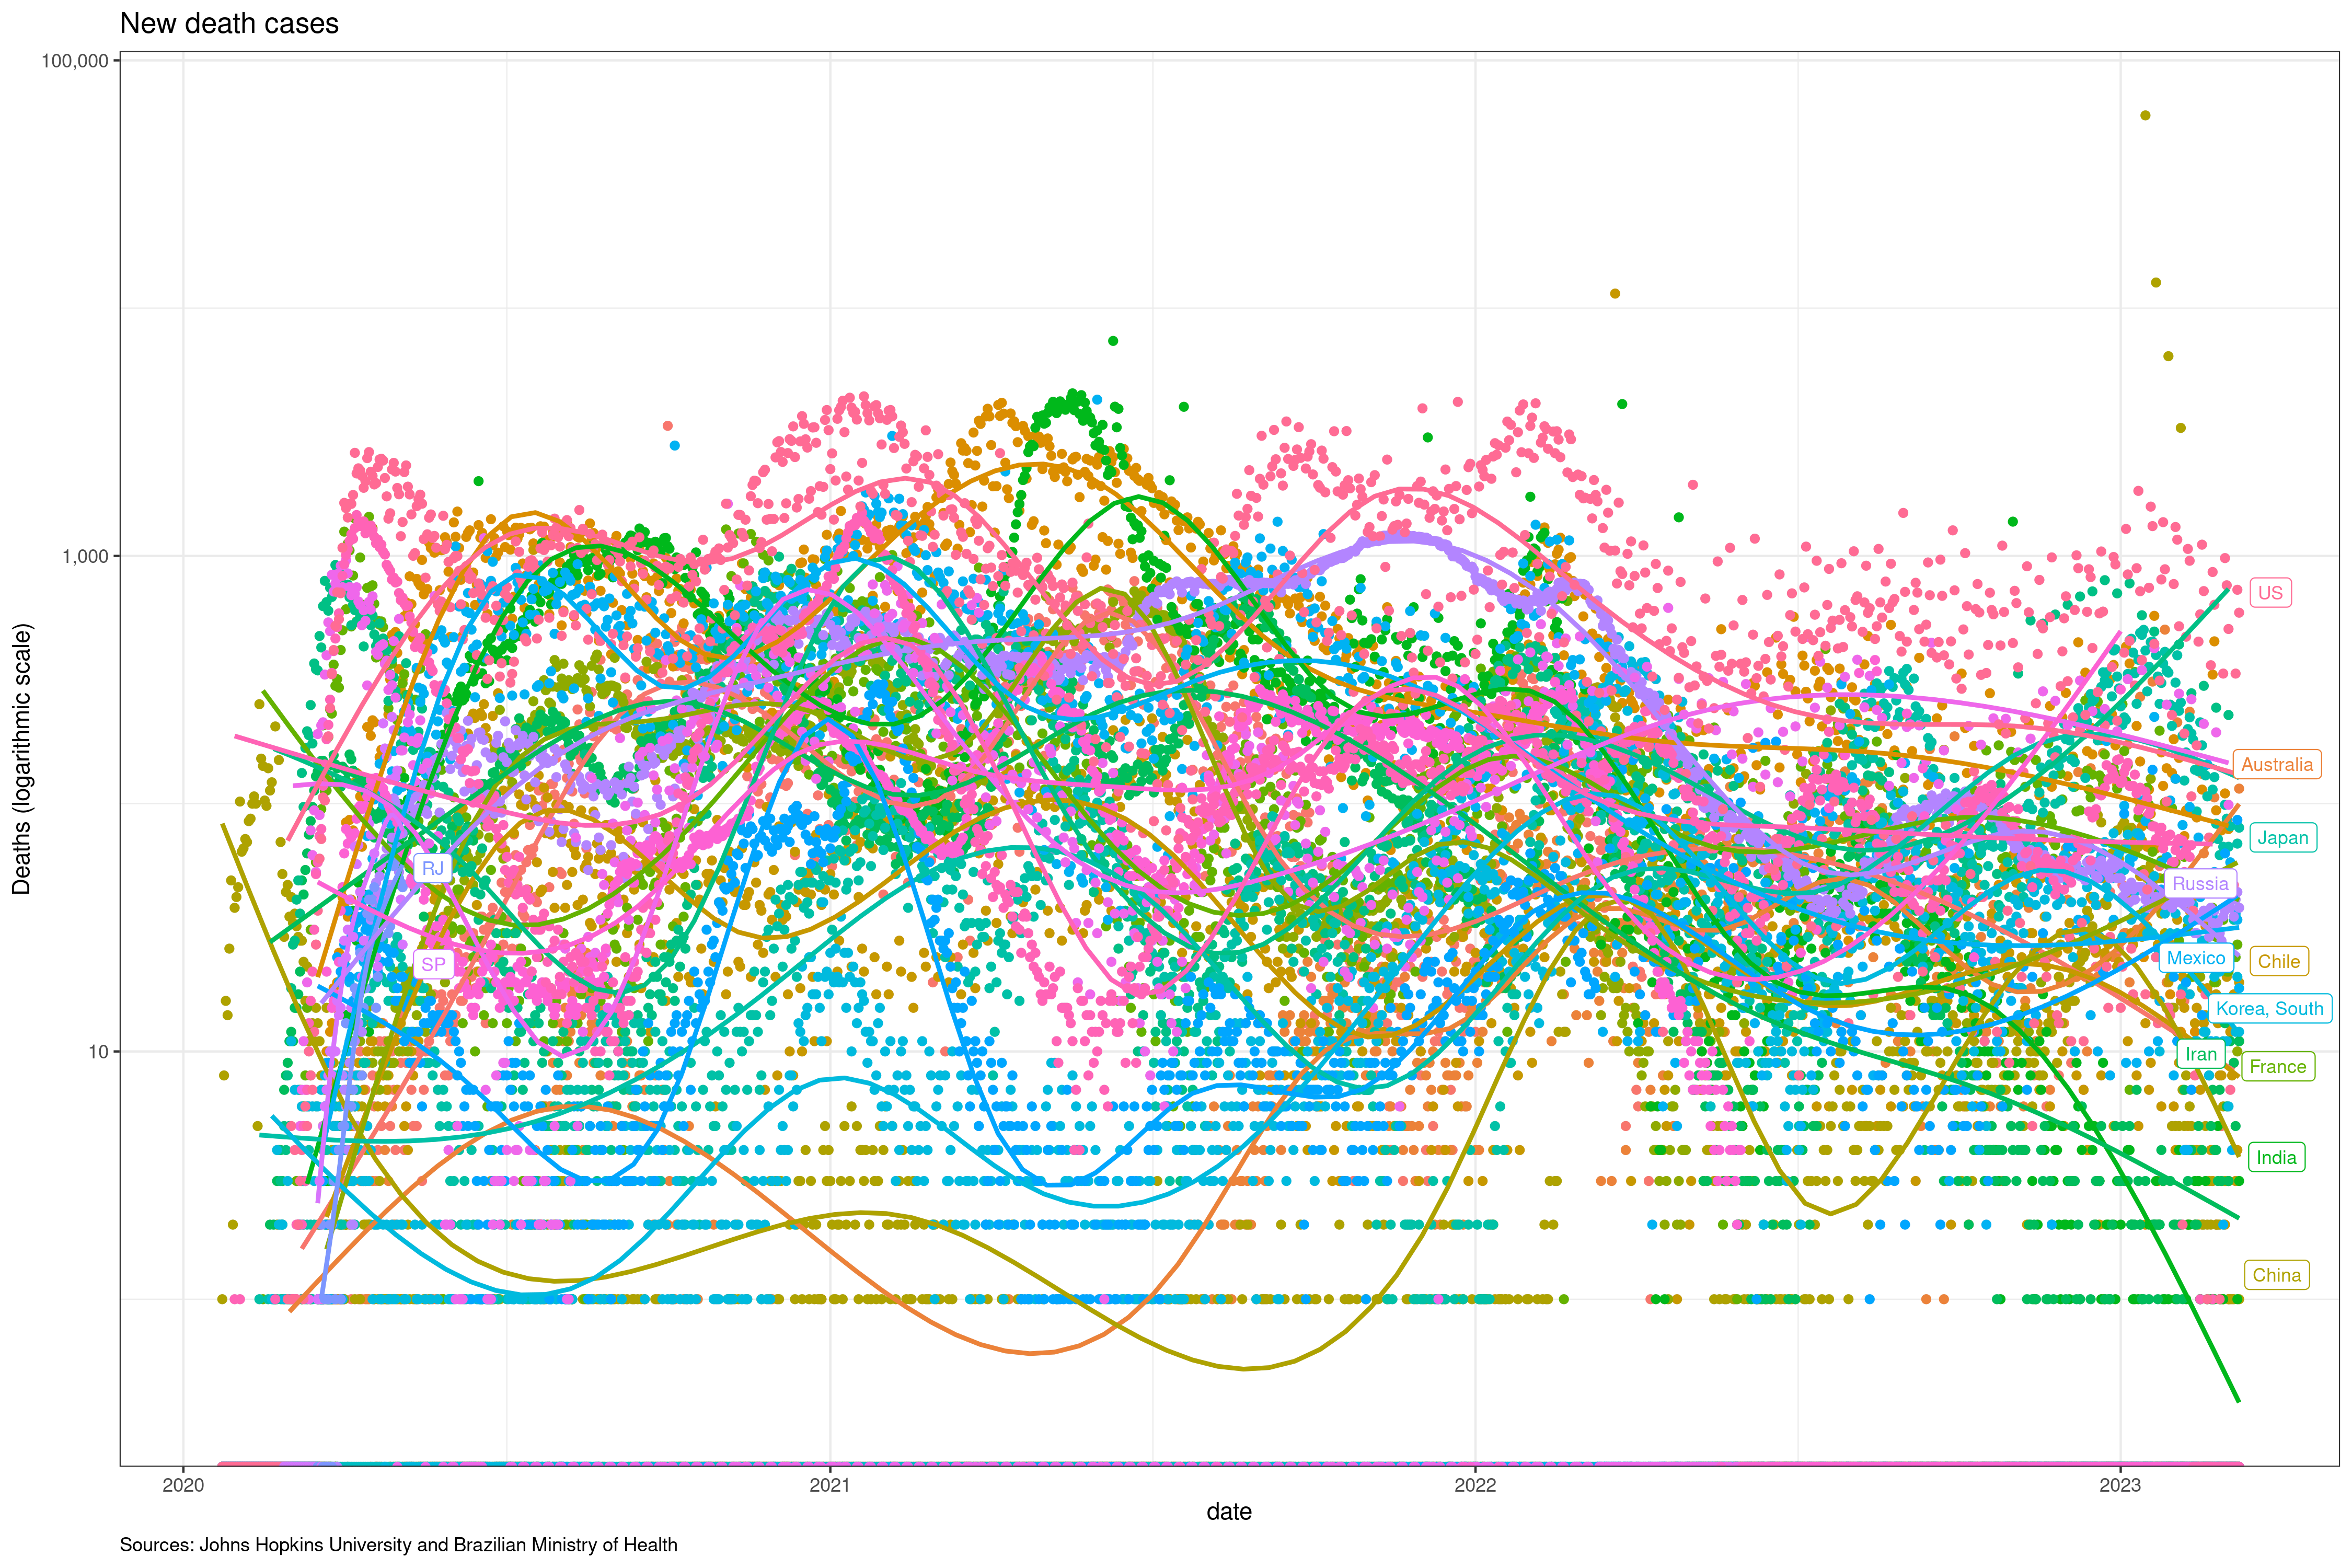 New death cases
100,000
1,000
10
Deaths (logarithmic scale)
US
Australia
Japan
RJ
Russia
SP
Mexico
Chile
Korea, South
Iran
France
India
China
2020
2021
2022
2023
date
Sources: Johns Hopkins University and Brazilian Ministry of Health